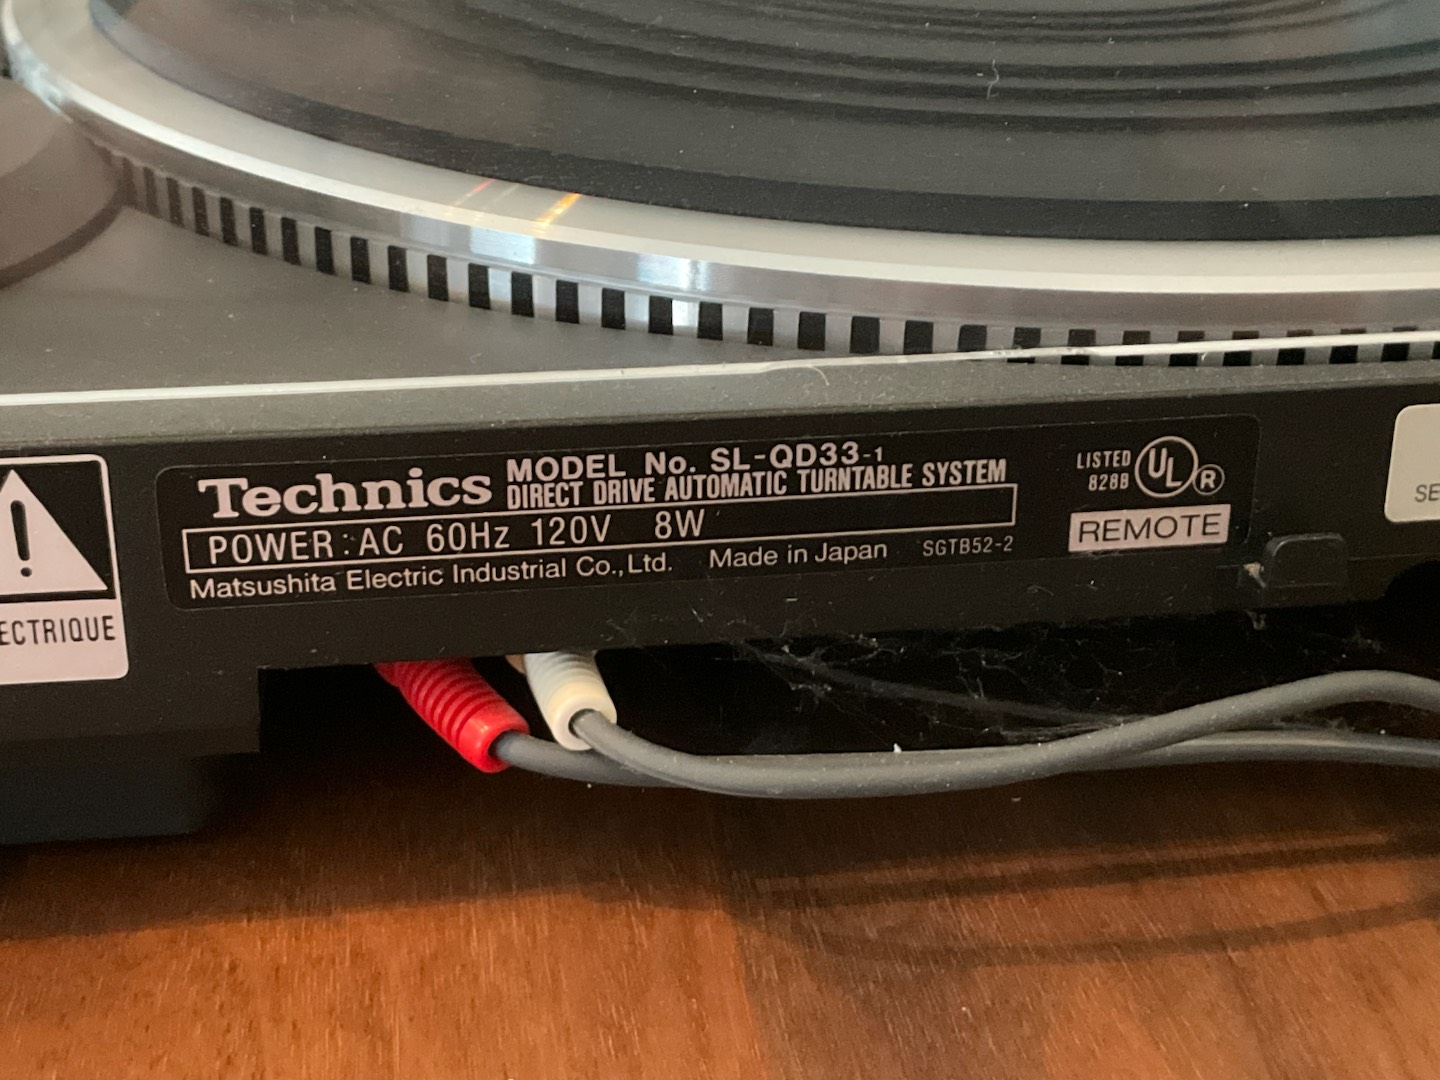 Technics MODEL No. SL-QD33-1
DIRECT DRIVE AUTOMATIC TURNTABLE SYSTEM
POWER : AC 60Hz 120V 8W
Matsushita Electric Industrial Co., Ltd. Made in Japan SGTB52-2
LISTED
828B
UL
R
REMOTE
ECTRIQUE
SE